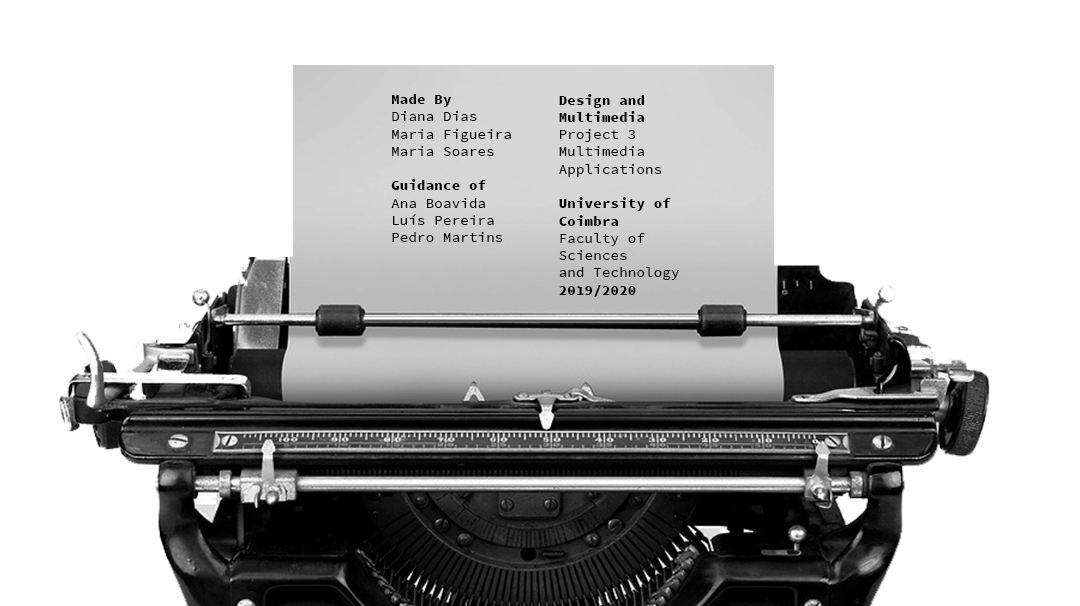 Made By
Diana Dias
Maria Figueira
Maria Soares
Guidance of
Ana Boavida
Luís Pereira
Pedro Martins
Design and
Multimedia
Project 3
Multimedia
Applications
University of
Coimbra
Faculty of
Sciences
and Technology
2019/2020